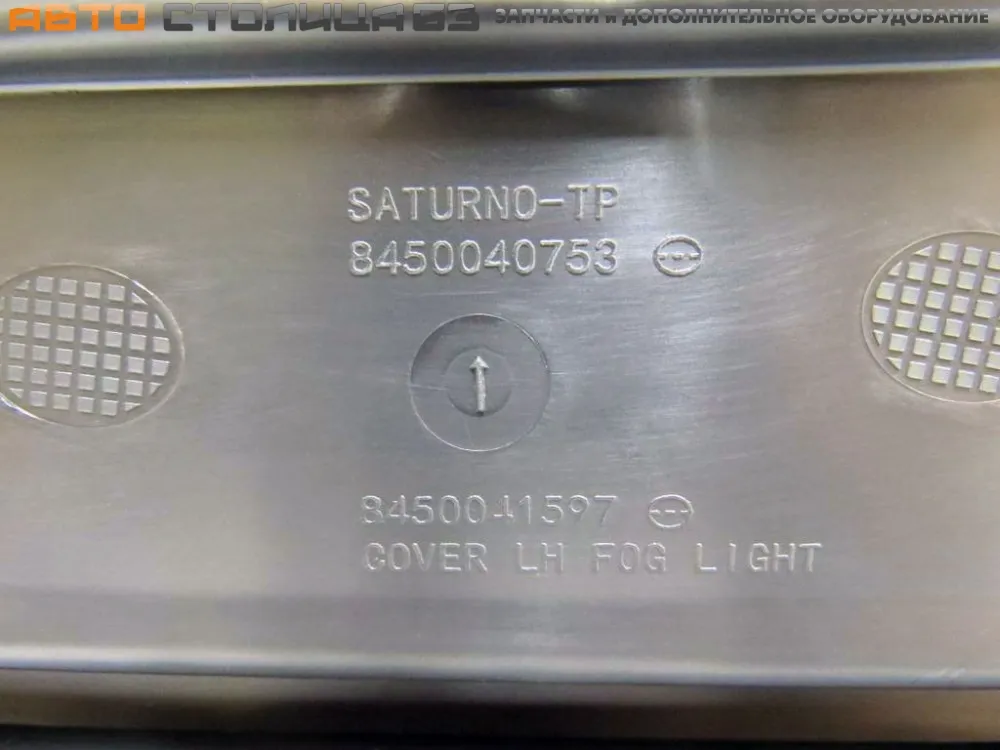 АВТО СТОЛИЦА 63 ЗАПЧАСТИ и ДОПОЛНИТЕЛЬНОЕ ОБОРУДОВАНИЕ
SATURNO-TP
8450040753
8450041597
COVER LH FOG LIGHT